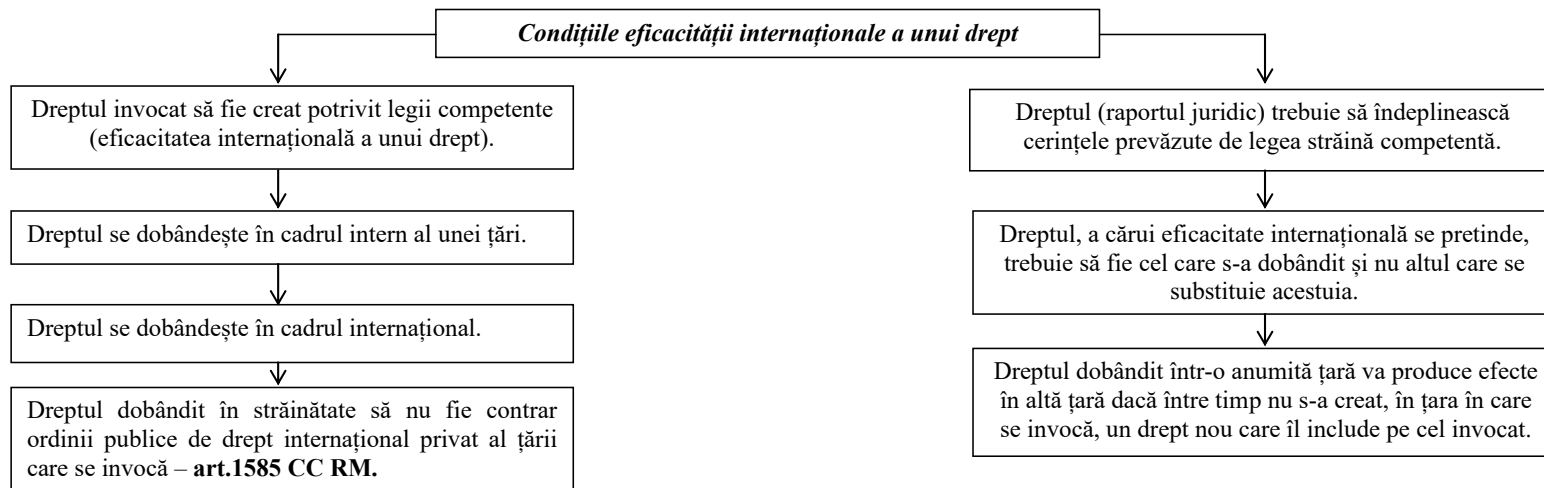 Condițiile eficacității internaționale a unui drept
Dreptul invocat să fie creat potrivit legii competente
(eficacitatea internațională a unui drept).
Dreptul se dobândește în cadrul intern al unei țări.
Dreptul se dobândește în cadrul internațional.
Dreptul dobândit în străinătate să nu fie contrar
ordinii publice de drept internațional privat al țării
care se invocă – art.1585 CC RM.
Dreptul (raportul juridic) trebuie să îndeplinească
cerințele prevăzute de legea străină competentă.
Dreptul, a cărui eficacitate internațională se pretinde,
trebuie să fie cel care s-a dobândit și nu altul care se
substituie acestuia.
Dreptul dobândit într-o anumită țară va produce efecte
în altă țară dacă între timp nu s-a creat, în țara în care
se invocă, un drept nou care îl include pe cel invocat.